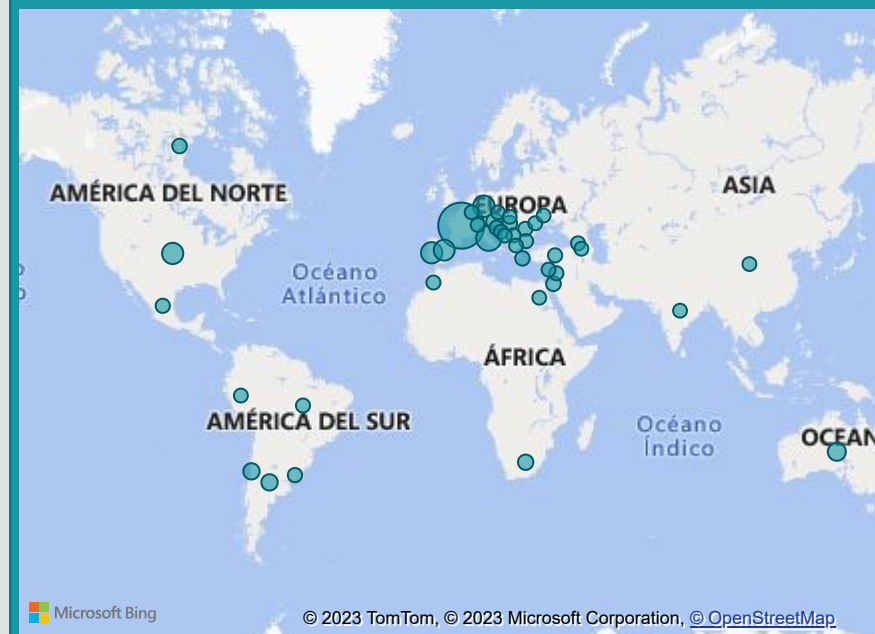 AMÉRICA DEL NORTE
EUROPA
ASIA
Océano
Atlántico
ÁFRICA
AMÉRICA DEL SUR
Océano
Índico
OCEAN
Microsoft Bing
© 2023 TomTom, © 2023 Microsoft Corporation, © OpenStreetMap